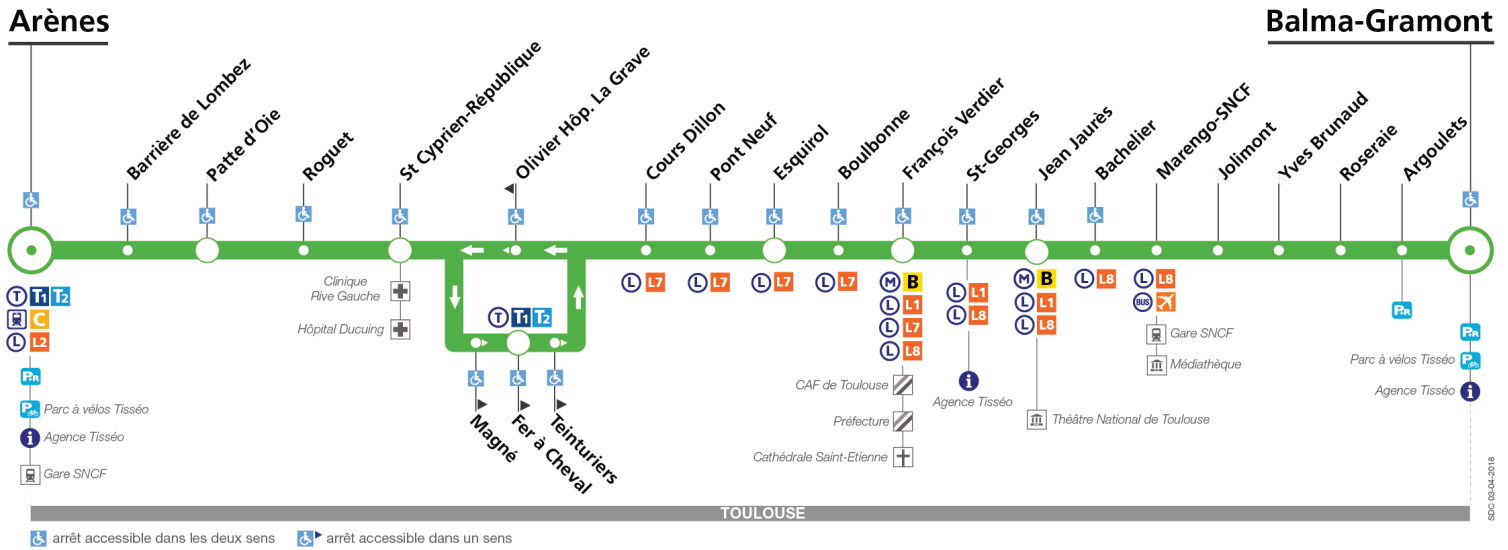 Arènes
Balma-Gramont
Barrière de Lombez
Patte d'Oie
Roguet
St Cyprien-République
Olivier Hôp. La Grave
Cours Dillon
Pont Neuf
Esquirol
Boulbonne
François Verdier
St-Georges
Jean Jaurès
Bachelier
Marengo-SNCF
Jolimont
Yves Brunaud
Roseraie
Argoulets
T T1 T2
C
L L2
P+R
P Parc à vélos Tisséo
i Agence Tisséo
Gare SNCF
Clinique
Rive Gauche
Hôpital Ducuing
T T1 T2
Magné
Fer à Cheval
Teinturiers
L L7
L L7
L L7
L L7
M B
L L1
L L7
L L8
CAF de Toulouse
Préfecture
Cathédrale Saint-Etienne
L L1
L L8
i
Agence Tisséo
M B
L L1
L L8
Théâtre National de Toulouse
L L8
L L8
BUS
Gare SNCF
Médiathèque
P+R
P+R
Parc à vélos Tisséo P
Agence Tisséo i
TOULOUSE
arrêt accessible dans les deux sens
arrêt accessible dans un sens
SDC 03-04-2018